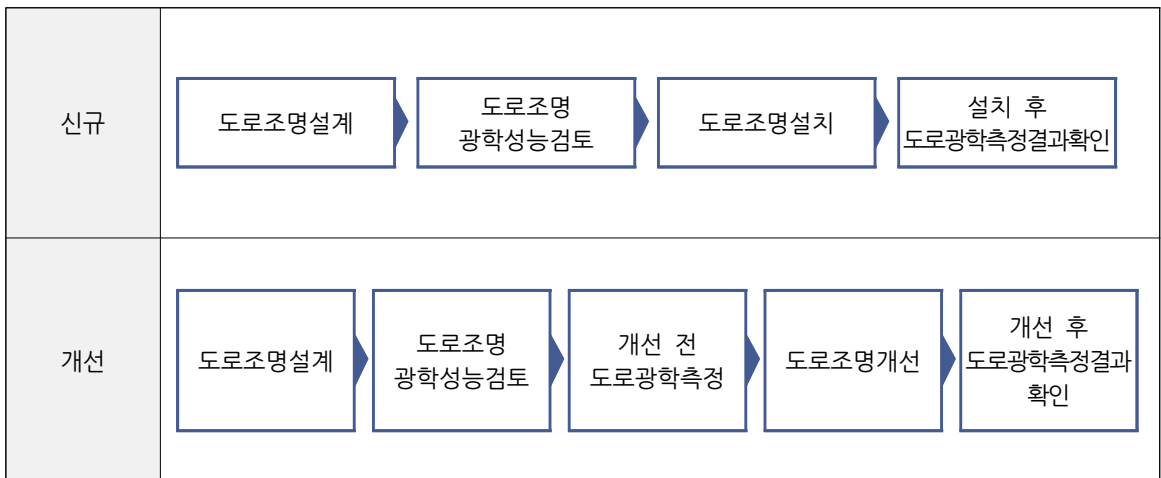 신규
도로조명설계
도로조명
광학성능검토
도로조명설치
설치 후
도로광학측정결과확인
개선
도로조명설계
도로조명
광학성능검토
개선 전
도로광학측정
도로조명개선
개선 후
도로광학측정결과
확인